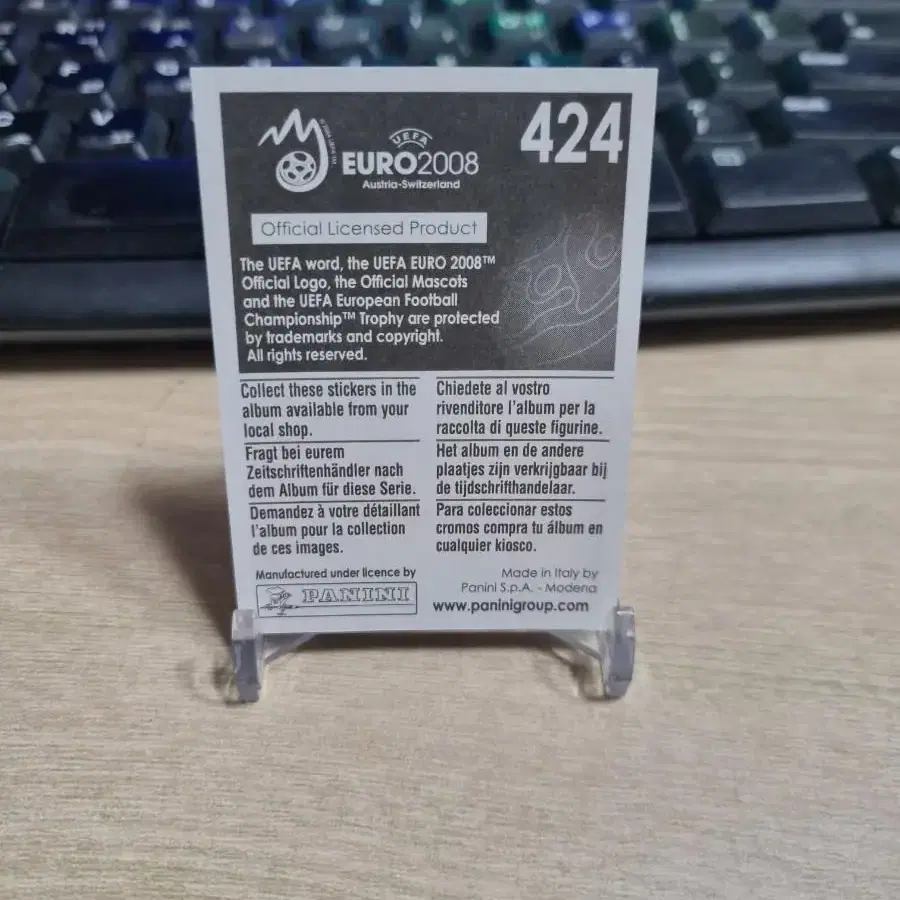 424
UEFA
EURO2008
Austria-Switzerland
Official Licensed Product
The UEFA word, the UEFA EURO 2008™
Official Logo, the Official Mascots
and the UEFA European Football
Championship™ Trophy are protected
by trademarks and copyright.
All rights reserved.
Collect these stickers in the
album available from your
local shop.
Fragt bei eurem
Zeitschriftenhändler nach
dem Album für diese Serie.
Demandez à votre détaillant
l'album pour la collection
de ces images.
Chiedete al vostro
rivenditore l'album per la
raccolta di queste figurine.
Het album en de andere
plaatjes zijn verkrijgbaar bij
de tijdschrifthandelaar.
Para coleccionar estos
cromos compra tu álbum en
cualquier kiosco.
Manufactured under licence by
PANINI
Made in Italy by
Panini S.p.A. - Modena
www.paninigroup.com